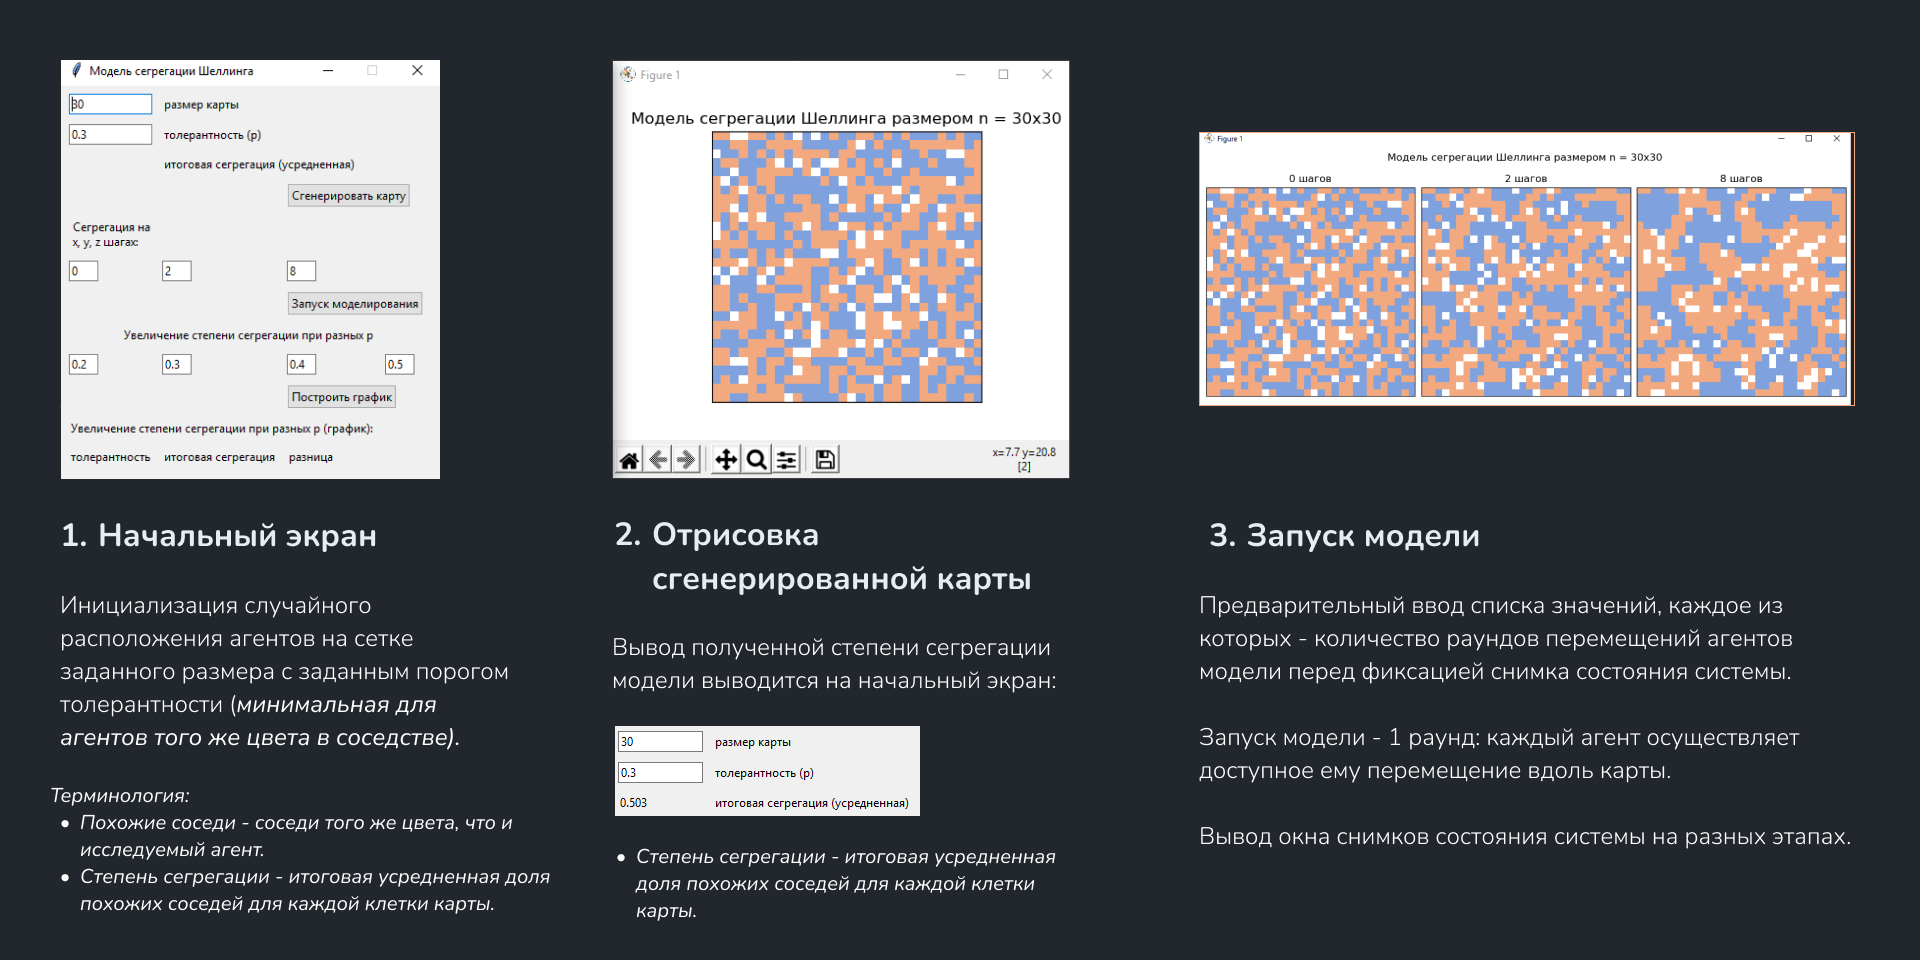 Модель сегрегации Шеллинга
30 размер карты
0.3 толерантность (p)
итоговая сегрегация (усредненная)
Сгенерировать карту
Сегрегация на
x, y, z шагах:
0 2 8
Запуск моделирования
Увеличение степени сегрегации при разных p
0.2 0.3 0.4 0.5
Построить график
Увеличение степени сегрегации при разных p (график):
толерантность итоговая сегрегация разница
1. Начальный экран
Инициализация случайного
расположения агентов на сетке
заданного размера с заданным порогом
толерантности (минимальная для
агентов того же цвета в соседстве).
Терминология:
• Похожие соседи - соседи того же цвета, что и
исследуемый агент.
• Степень сегрегации - итоговая усредненная доля
похожих соседей для каждой клетки карты.
Figure 1
Модель сегрегации Шеллинга размером n = 30x30
x=7.7 y=20.8
[2]
2. Отрисовка
сгенерированной карты
Вывод полученной степени сегрегации
модели выводится на начальный экран:
30 размер карты
0.3 толерантность (p)
0.503 итоговая сегрегация (усредненная)
• Степень сегрегации - итоговая усредненная
доля похожих соседей для каждой клетки
карты.
Figure 1
Модель сегрегации Шеллинга размером n = 30x30
0 шагов 2 шагов 8 шагов
3. Запуск модели
Предварительный ввод списка значений, каждое из
которых - количество раундов перемещений агентов
модели перед фиксацией снимка состояния системы.
Запуск модели - 1 раунд: каждый агент осуществляет
доступное ему перемещение вдоль карты.
Вывод окна снимков состояния системы на разных этапах.